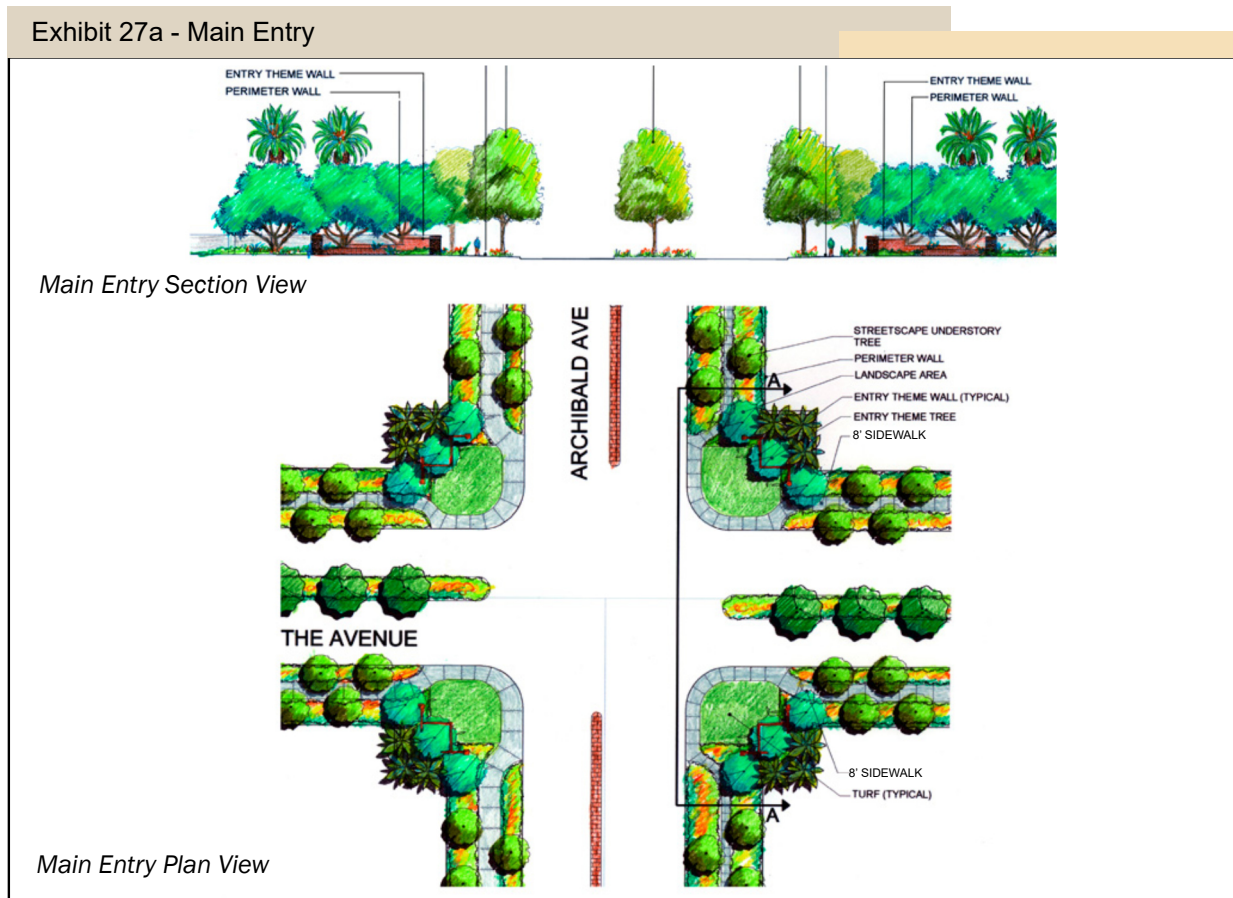 Exhibit 27a - Main Entry
ENTRY THEME WALL
PERIMETER WALL
ENTRY THEME WALL
PERIMETER WALL
Main Entry Section View
ARCHIBALD AVE
STREETSCAPE UNDERSTORY
TREE
PERIMETER WALL
LANDSCAPE AREA
A
ENTRY THEME WALL (TYPICAL)
ENTRY THEME TREE
8' SIDEWALK
THE AVENUE
8' SIDEWALK
TURF (TYPICAL)
A
Main Entry Plan View